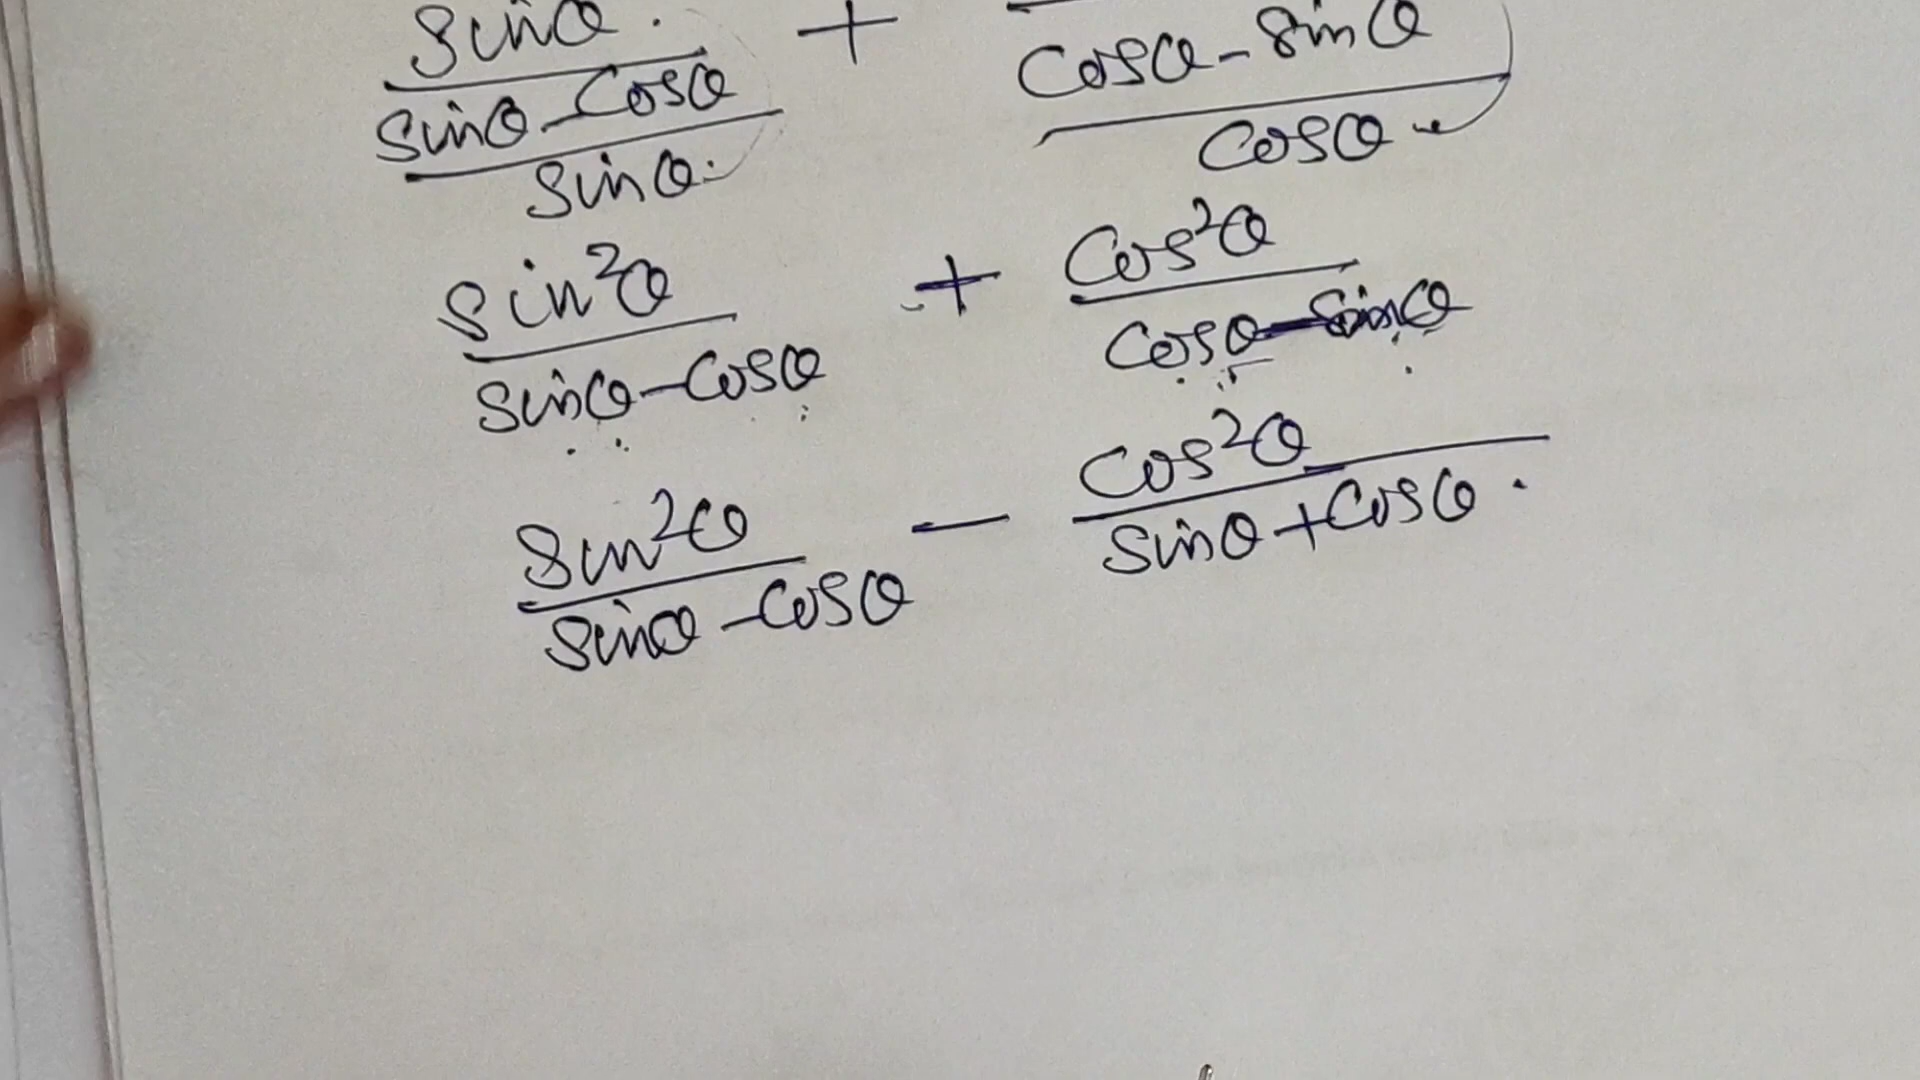 sinθ + 
sinθ - cosθ cosθ - sinθ
sinθ. cosθ
sin²θ + cos²θ
sinθ - cosθ cosθ - sinθ
sin²θ - cos²θ
sinθ - cosθ sinθ + cosθ.